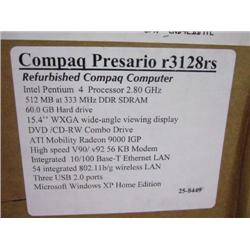 Compaq Presario r3128rs
Refurbished Compaq Computer
Intel Pentium 4 Processor 2.80 GHz
512 MB at 333 MHz DDR SDRAM
60.0 GB Hard drive
15.4'' WXGA wide-angle viewing display
DVD /CD-RW Combo Drive
ATI Mobility Radeon 9000 IGP
High speed V90/ v92 56 KB Modem
Integrated 10/100 Base-T Ethernet LAN
54 integrated 802.11b/g wireless LAN
Three USB 2.0 ports
Microsoft Windows XP Home Edition
25-8449